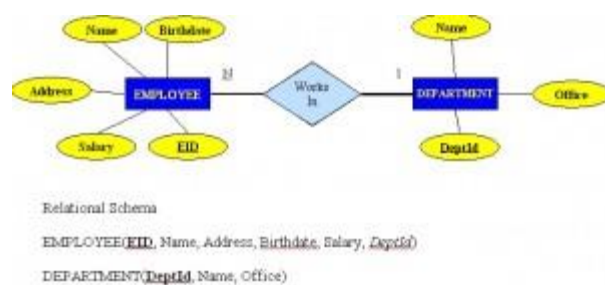 Name
Birthdate
Name
Address
EMPLOYEE
N
Works
In
1
DEPARTMENT
Office
Salary
EID
DeptId
Relational Schema
EMPLOYEE(EID, Name, Address, Birthdate, Salary, DeptId)
DEPARTMENT(DeptId, Name, Office)